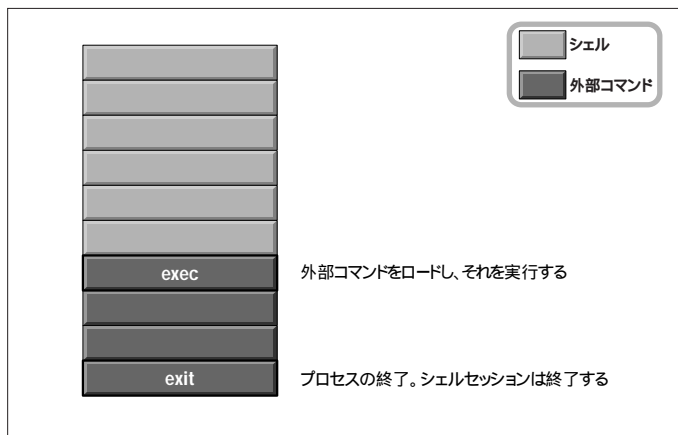 シェル
外部コマンド
exec
外部コマンドをロードし、それを実行する
exit
プロセスの終了。シェルセッションは終了する